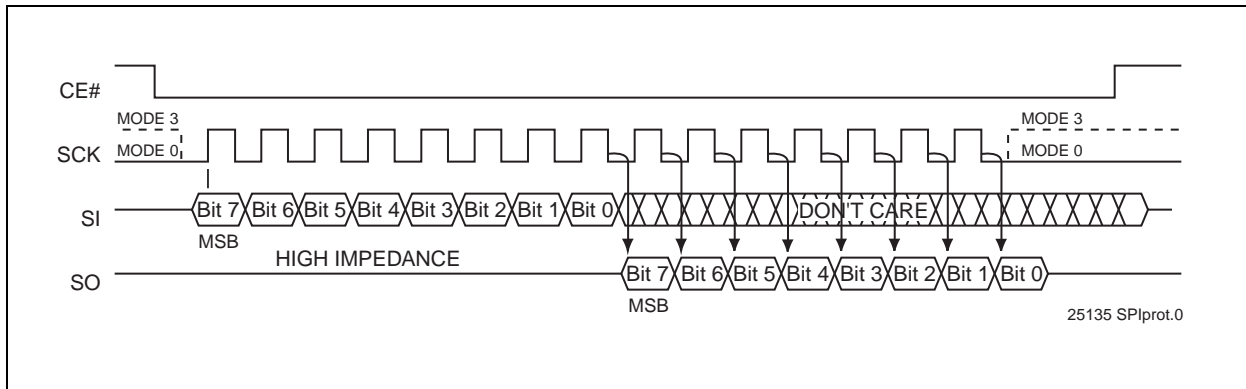 CE#
MODE 3
MODE 3
SCK
MODE 0
MODE 0
SI
Bit 7 Bit 6 Bit 5 Bit 4 Bit 3 Bit 2 Bit 1 Bit 0
DON'T CARE
MSB
HIGH IMPEDANCE
SO
Bit 7 Bit 6 Bit 5 Bit 4 Bit 3 Bit 2 Bit 1 Bit 0
MSB
25135 SPIprot.0